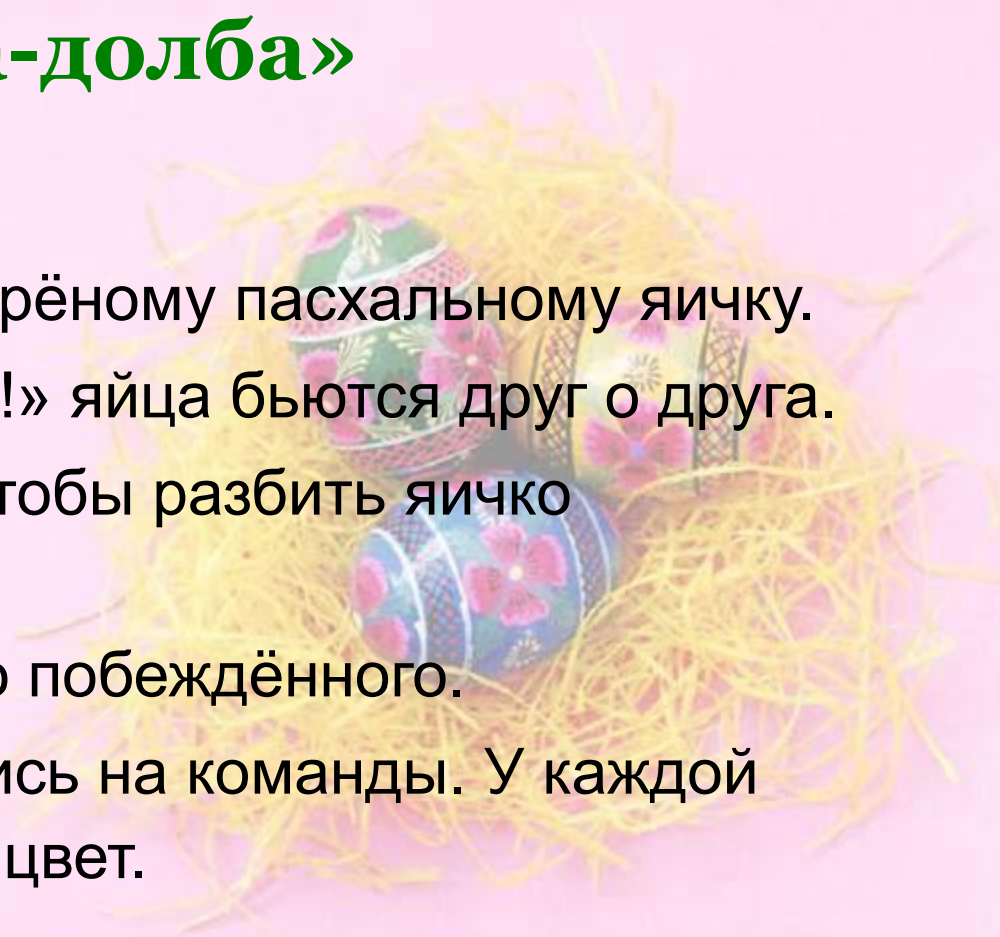 -долба»
рёному пасхальному яичку.
!» яйца бьются друг о друга.
тобы разбить яичко
побеждённого.
ись на команды. У каждой
цвет.